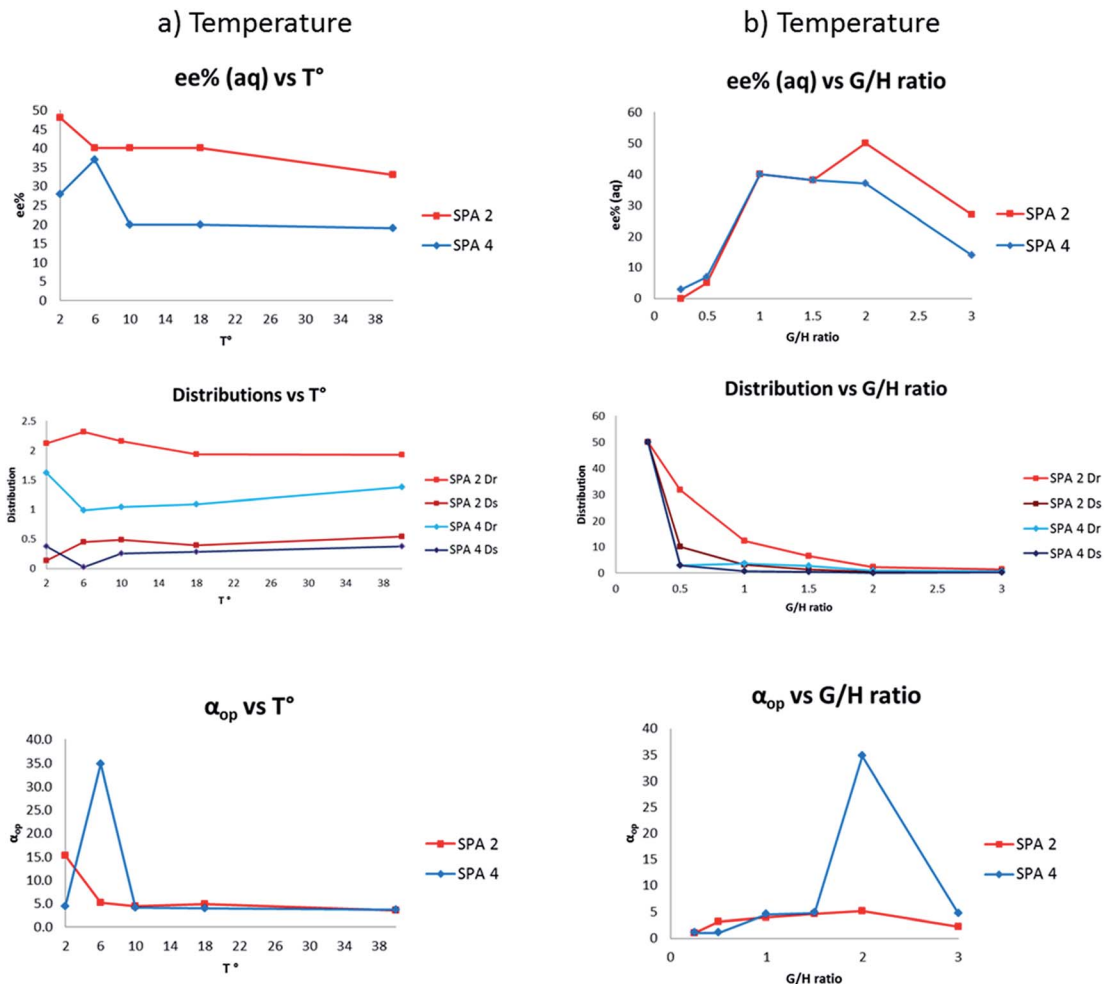 a) Temperature
ee% (aq) vs T°
50
45
40
35
30
25
20
15
10
5
0
ee%
2 6 10 14 18 22 26 30 34 38
T°
SPA 2
SPA 4
Distributions vs T°
2.5
2
1.5
1
0.5
0
Distribution
2 6 10 14 18 22 26 30 34 38
T °
SPA 2 Dr
SPA 2 Ds
SPA 4 Dr
SPA 4 Ds
αop vs T°
40.0
35.0
30.0
25.0
20.0
15.0
10.0
5.0
0.0
αop
2 6 10 14 18 22 26 30 34 38
T °
SPA 2
SPA 4
b) Temperature
ee% (aq) vs G/H ratio
60
50
40
30
20
10
0
ee% (aq)
0 0.5 1 1.5 2 2.5 3
G/H ratio
SPA 2
SPA 4
Distribution vs G/H ratio
60
50
40
30
20
10
0
Distribution
0 0.5 1 1.5 2 2.5 3
G/H ratio
SPA 2 Dr
SPA 2 Ds
SPA 4 Dr
SPA 4 Ds
αop vs G/H ratio
40
35
30
25
20
15
10
5
0
αop
0 1 2 3
G/H ratio
SPA 2
SPA 4